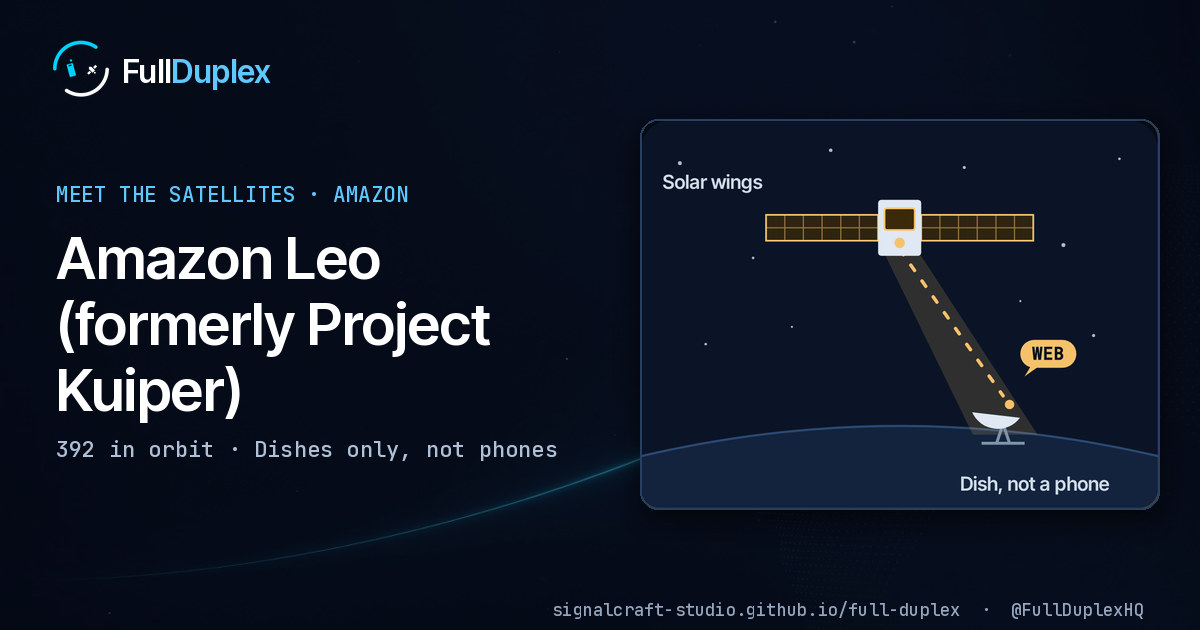 FullDuplex
MEET THE SATELLITES · AMAZON
Amazon Leo
(formerly Project
Kuiper)
392 in orbit · Dishes only, not phones
Solar wings
WEB
Dish, not a phone
signalcraft-studio.github.io/full-duplex · @FullDuplexHQ